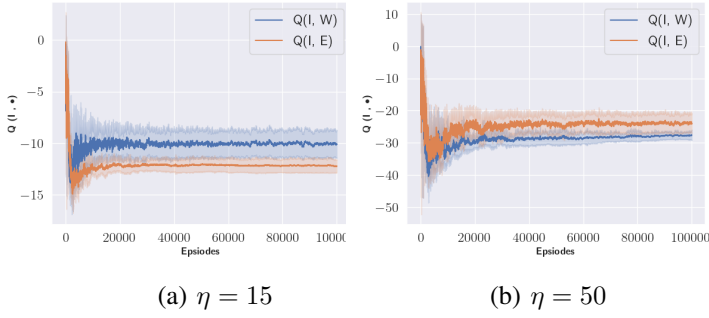 Q(I, W)
Q(I, E)
0
−5
−10
−15
Q (I , •)
0 20000 40000 60000 80000 100000
Epsiodes
(a) η = 15
Q(I, W)
Q(I, E)
10
0
−10
−20
−30
−40
−50
Q (I , •)
0 20000 40000 60000 80000 100000
Epsiodes
(b) η = 50